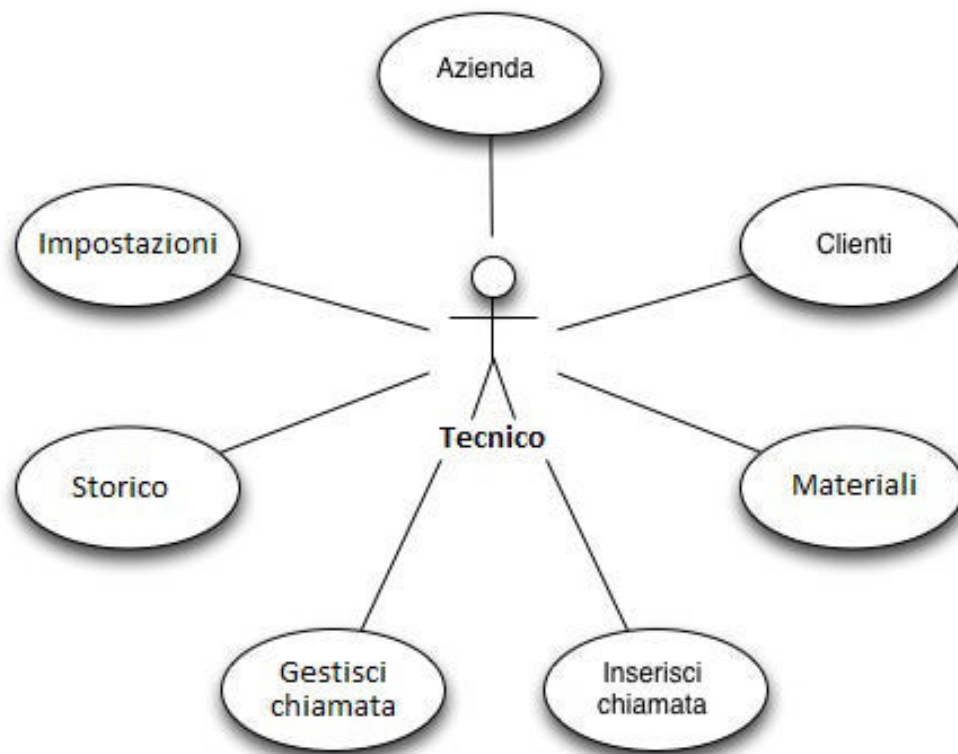 Azienda
Impostazioni
Clienti
Tecnico
Storico
Materiali
Gestisci
chiamata
Inserisci
chiamata